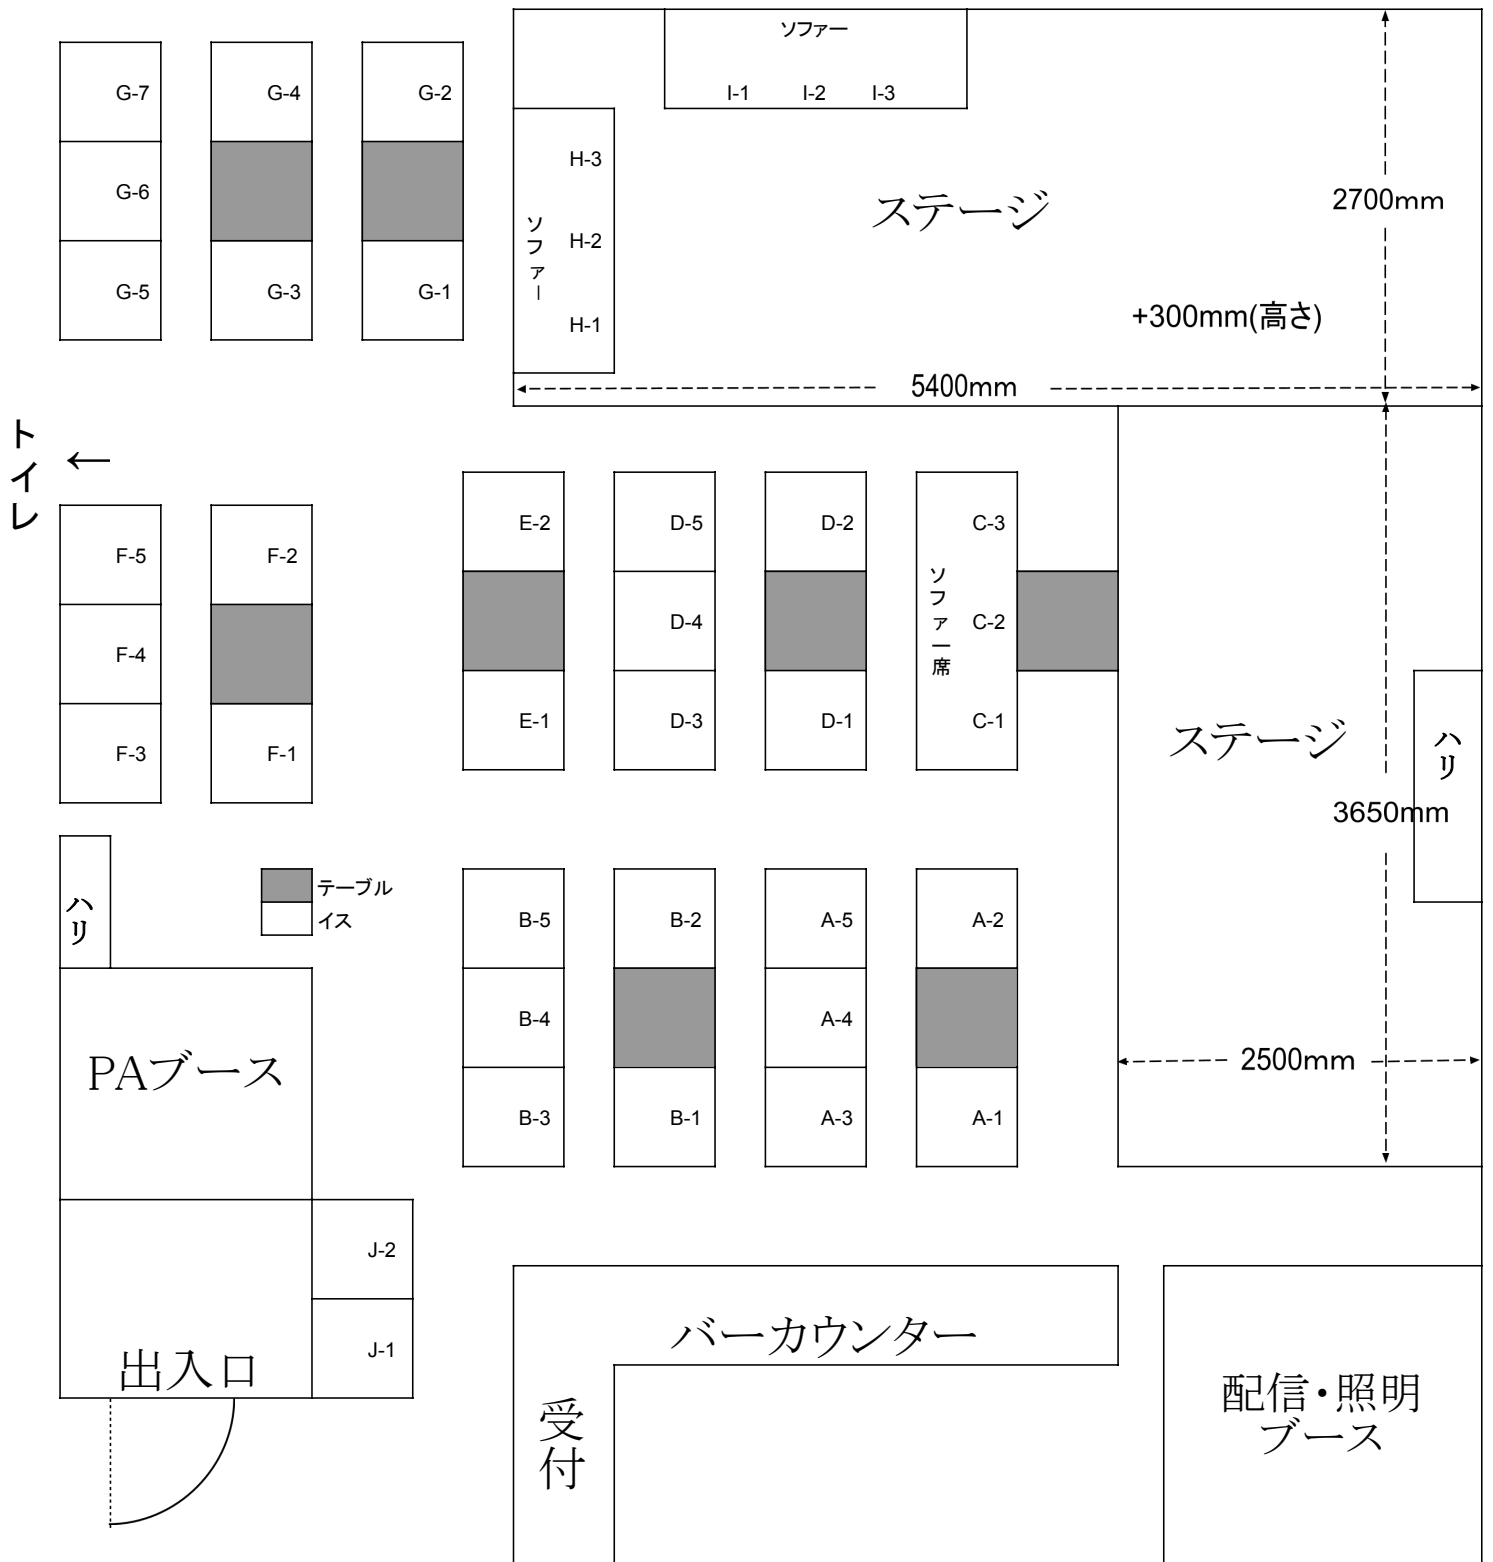 ソファー
G-7
G-4
G-2
I-1
I-2
I-3
H-3
G-6
ステージ
2700mm
ソファー
H-2
G-5
G-3
G-1
H-1
+300mm(高さ)
5400mm
トイレ
←
E-2
D-5
D-2
C-3
F-5
F-2
ソファー席
D-4
C-2
F-4
E-1
D-3
D-1
C-1
F-3
F-1
ステージ
ハリ
3650mm
テーブル
イス
ハリ
B-5
B-2
A-5
A-2
B-4
A-4
PAブース
2500mm
B-3
B-1
A-3
A-1
J-2
J-1
バーカウンター
出入口
受付
配信・照明
ブース